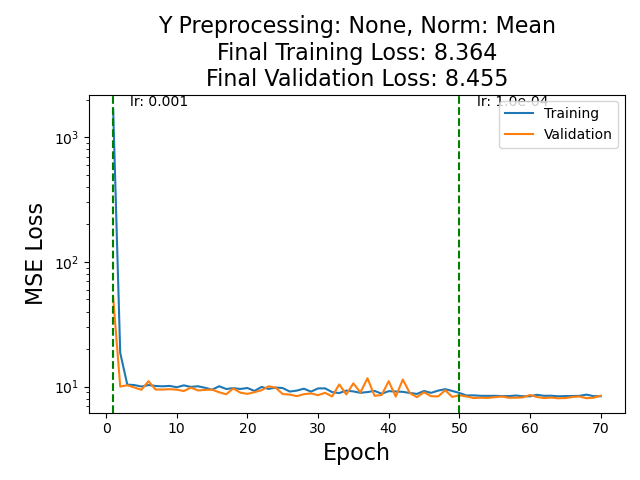 Y Preprocessing: None, Norm: Mean
Final Training Loss: 8.364
Final Validation Loss: 8.455
lr: 0.001
lr: 1.0e-04
Training
Validation
10³
10²
10¹
MSE Loss
0 10 20 30 40 50 60 70
Epoch